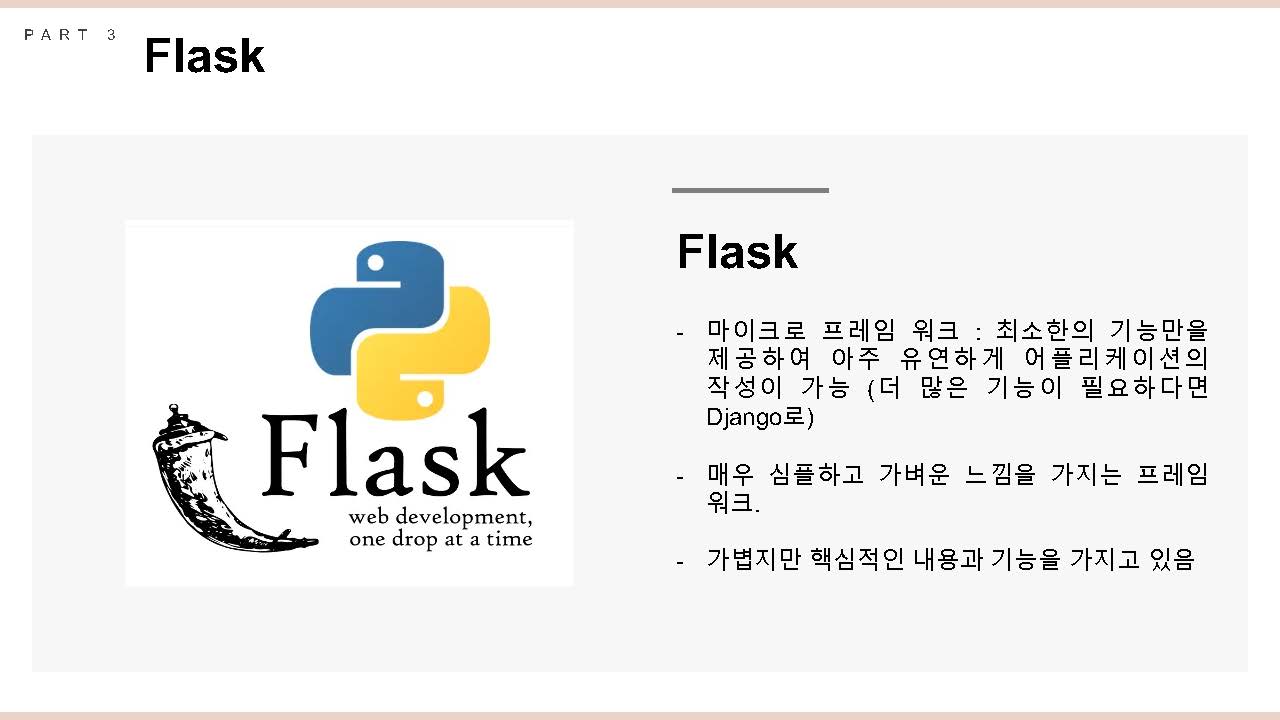 PART 3
Flask
Flask
web development,
one drop at a time
Flask
- 마이크로 프레임 워크 : 최소한의 기능만을
제공하여 아주 유연하게 어플리케이션의
작성이 가능 (더 많은 기능이 필요하다면
Django로)
- 매우 심플하고 가벼운 느낌을 가지는 프레임
워크.
- 가볍지만 핵심적인 내용과 기능을 가지고 있음